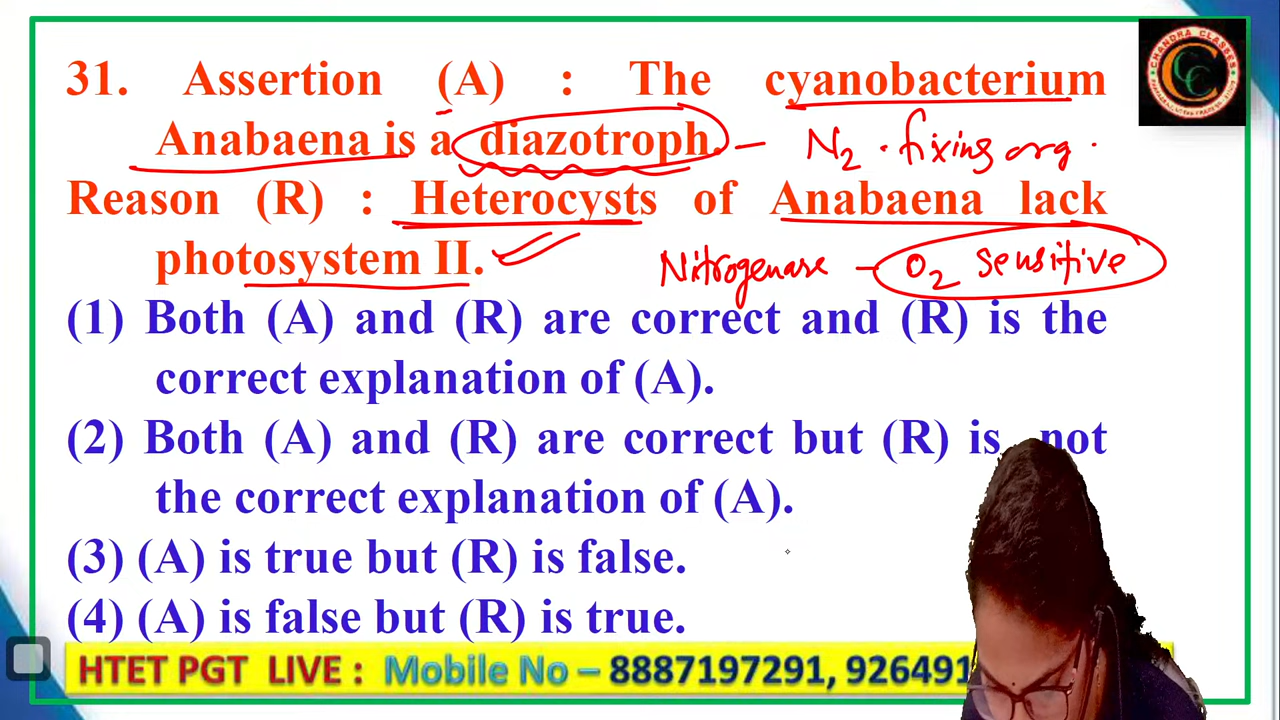 31. Assertion (A) : The cyanobacterium
Anabaena is a diazotroph. – N2 . fixing org.
Reason (R) : Heterocysts of Anabaena lack
photosystem II.
Nitrogenase – O2 sensitive
(1) Both (A) and (R) are correct and (R) is the
correct explanation of (A).
(2) Both (A) and (R) are correct but (R) is not
the correct explanation of (A).
(3) (A) is true but (R) is false.
(4) (A) is false but (R) is true.
HTET PGT LIVE : Mobile No – 8887197291, 926491
CHANDRA CLASSES
CCC